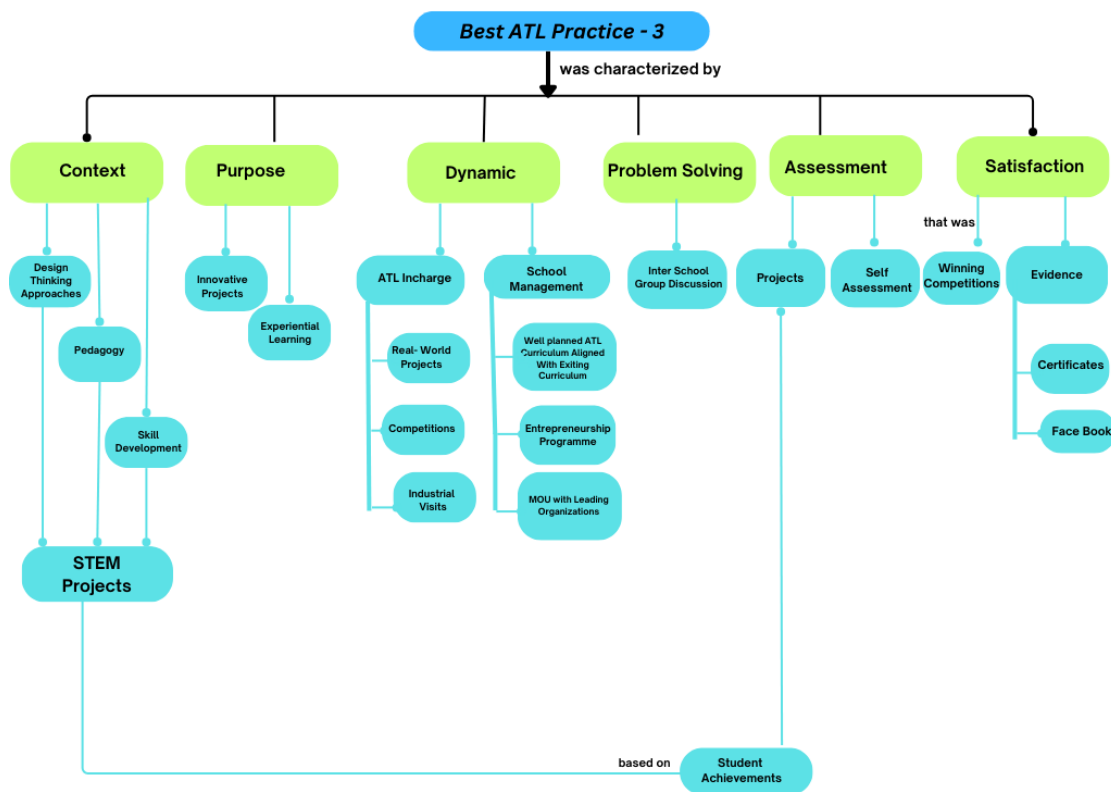 Best ATL Practice - 3
was characterized by
Context
Purpose
Dynamic
Problem Solving
Assessment
Satisfaction
that was
Design
Thinking
Approaches
Pedagogy
Skill
Development
STEM
Projects
Innovative
Projects
Experiential
Learning
ATL Incharge
Real- World
Projects
Competitions
Industrial
Visits
School
Management
Well planned ATL
Curriculum Aligned
With Exiting
Curriculum
Entrepreneurship
Programme
MOU with Leading
Organizations
Inter School
Group Discussion
Projects
Self
Assessment
Winning
Competitions
Evidence
Certificates
Face Book
based on
Student
Achievements